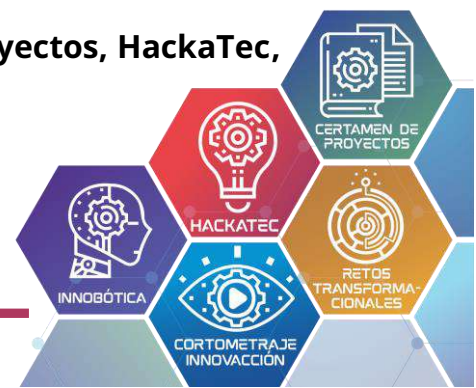 yectos, HackaTec,
CERTAMEN DE
PROYECTOS
HACKATEC
INNOBÓTICA
RETOS
TRANSFORMA-
CIONALES
CORTOMETRAJE
INNOVACCIÓN